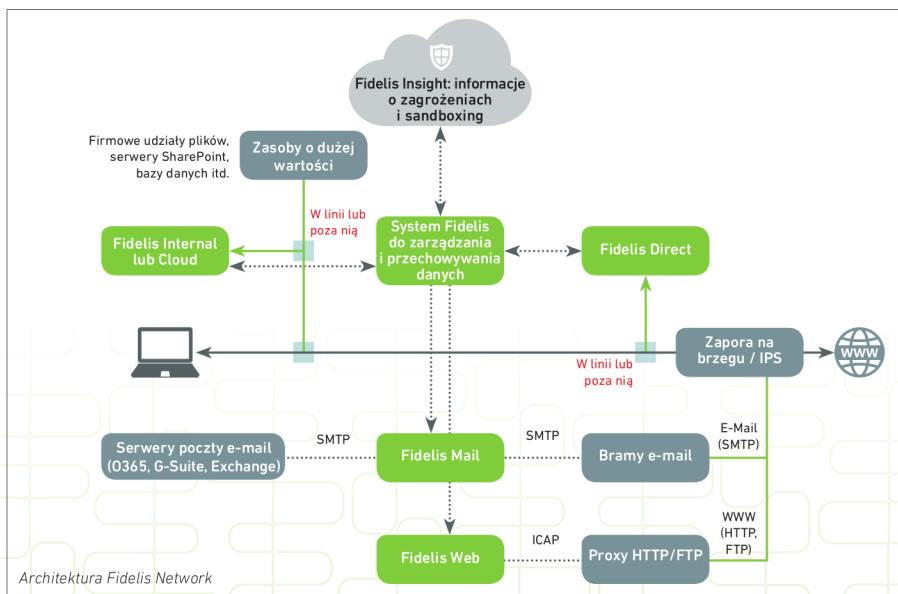 Fidelis Insight: informacje
o zagrożeniach
i sandboxing
Firmowe udziały plików,
serwery SharePoint,
bazy danych itd.
Zasoby o dużej
wartości
W linii lub
poza nią
Fidelis Internal
lub Cloud
System Fidelis
do zarządzania
i przechowywania
danych
Fidelis Direct
Zapora na
brzegu / IPS
WWW
W linii lub
poza nią
Serwery poczty e-mail
(O365, G-Suite, Exchange)
SMTP
Fidelis Mail
SMTP
Bramy e-mail
E-Mail
(SMTP)
Fidelis Web
ICAP
Proxy HTTP/FTP
WWW
(HTTP,
FTP)
Architektura Fidelis Network